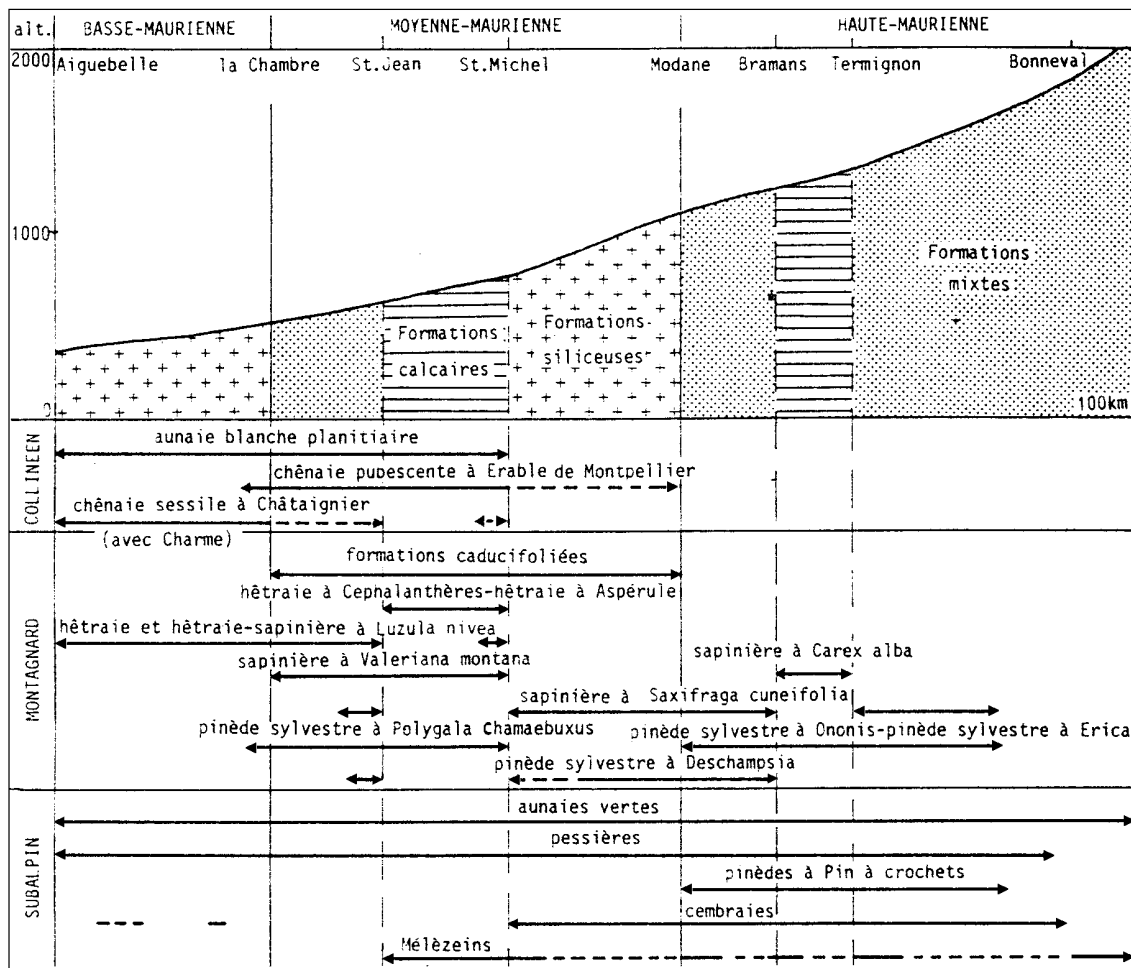 alt. BASSE-MAURIENNE MOYENNE-MAURIENNE HAUTE-MAURIENNE
2000 Aiguebelle la Chambre St.Jean St.Michel Modane Bramans Termignon Bonneval
1000
Formations
mixtes
Formations
calcaires
Formations
siliceuses
0 100km
COLLINEEN
aunaie blanche planitiaire
chênaie pubescente à Erable de Montpellier
chênaie sessile à Châtaignier
(avec Charme)
MONTAGNARD
formations caducifoliées
hêtraie à Cephalanthères-hêtraie à Aspérule
hêtraie et hêtraie-sapinière à Luzula nivea
sapinière à Valeriana montana sapinière à Carex alba
sapinière à Saxifraga cuneifolia
pinède sylvestre à Polygala Chamaebuxus pinède sylvestre à Ononis-pinède sylvestre à Erica
pinède sylvestre à Deschampsia
SUBALPIN
aunaies vertes
pessières
pinèdes à Pin à crochets
cembraies
Mélèzeins